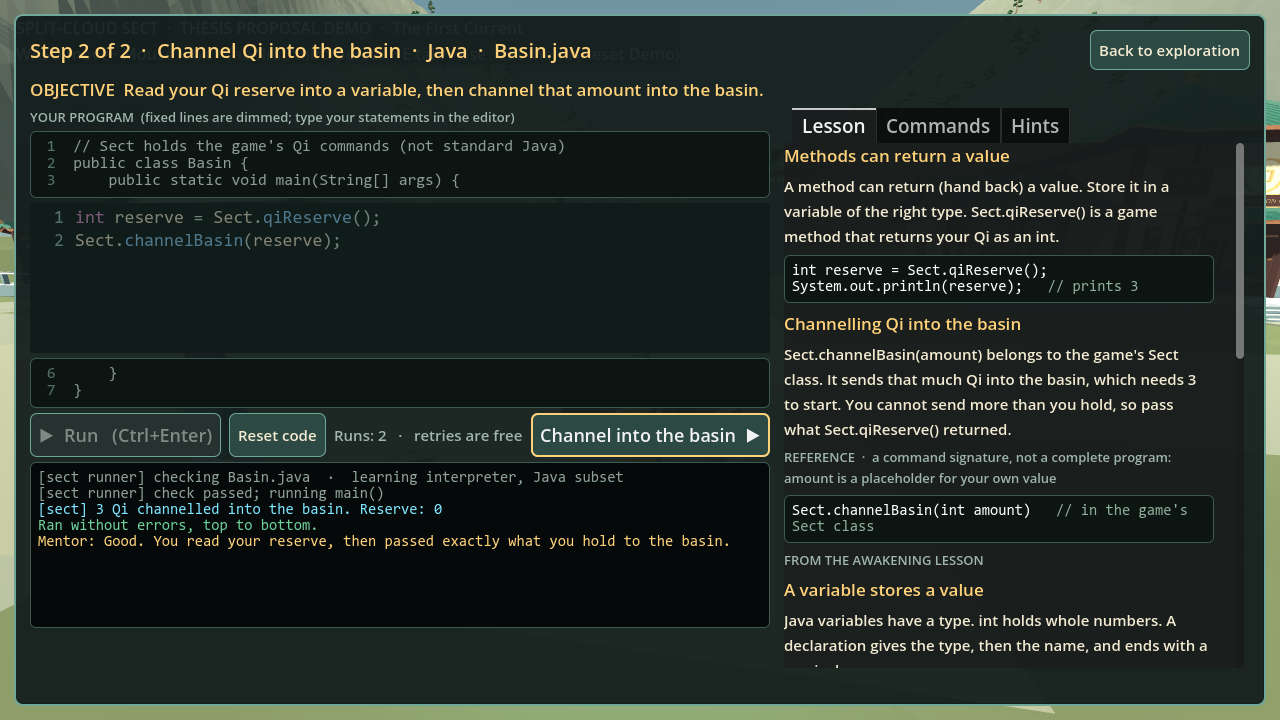 SPLIT-CLOUD SECT · THESIS PROPOSAL DEMO · The First Current
Step 2 of 2 · Channel Qi into the basin · Java · Basin.java
Back to exploration
OBJECTIVE Read your Qi reserve into a variable, then channel that amount into the basin.
YOUR PROGRAM (fixed lines are dimmed; type your statements in the editor)
1 // Sect holds the game's Qi commands (not standard Java)
2 public class Basin {
3 public static void main(String[] args) {
1 int reserve = Sect.qiReserve();
2 Sect.channelBasin(reserve);
6 }
7 }
▶ Run (Ctrl+Enter)
Reset code
Runs: 2 · retries are free
Channel into the basin ▶
[sect runner] checking Basin.java · learning interpreter, Java subset
[sect runner] check passed; running main()
[sect] 3 Qi channelled into the basin. Reserve: 0
Ran without errors, top to bottom.
Mentor: Good. You read your reserve, then passed exactly what you hold to the basin.
Lesson
Commands
Hints
Methods can return a value
A method can return (hand back) a value. Store it in a
variable of the right type. Sect.qiReserve() is a game
method that returns your Qi as an int.
int reserve = Sect.qiReserve();
System.out.println(reserve); // prints 3
Channelling Qi into the basin
Sect.channelBasin(amount) belongs to the game's Sect
class. It sends that much Qi into the basin, which needs 3
to start. You cannot send more than you hold, so pass
what Sect.qiReserve() returned.
REFERENCE · a command signature, not a complete program:
amount is a placeholder for your own value
Sect.channelBasin(int amount) // in the game's
Sect class
FROM THE AWAKENING LESSON
A variable stores a value
Java variables have a type. int holds whole numbers. A
declaration gives the type, then the name, and ends with a